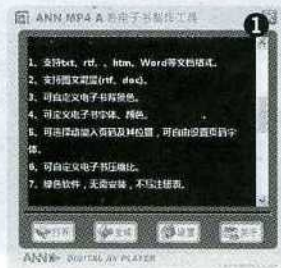 ANN MP4 A 易电子书制作工具
1
1、支持txt、rtf、、htm、Word等文档格式。
2、支持图文混显(rtf、doc)。
3、可自定义电子书背景色。
4、可定义电子书字体、颜色。
5、可选择动加入页码及其位置，可自由设置页码字
体。
6、可自定义电子书压缩比。
7、绿色软件，无需安装，不写注册表。
打开 生成 设置 关于
ANN DIGITAL AV PLAYER